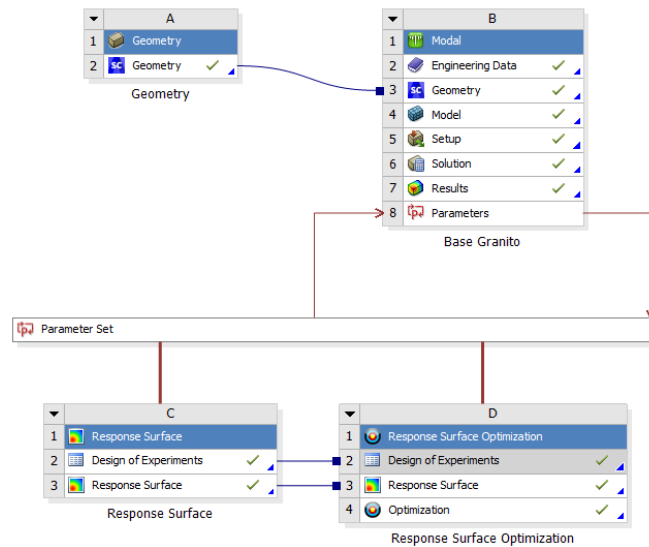 A
1 Geometry
2 Geometry
Geometry
B
1 Modal
2 Engineering Data
3 Geometry
4 Model
5 Setup
6 Solution
7 Results
8 Parameters
Base Granito
Parameter Set
C
1 Response Surface
2 Design of Experiments
3 Response Surface
Response Surface
D
1 Response Surface Optimization
2 Design of Experiments
3 Response Surface
4 Optimization
Response Surface Optimization